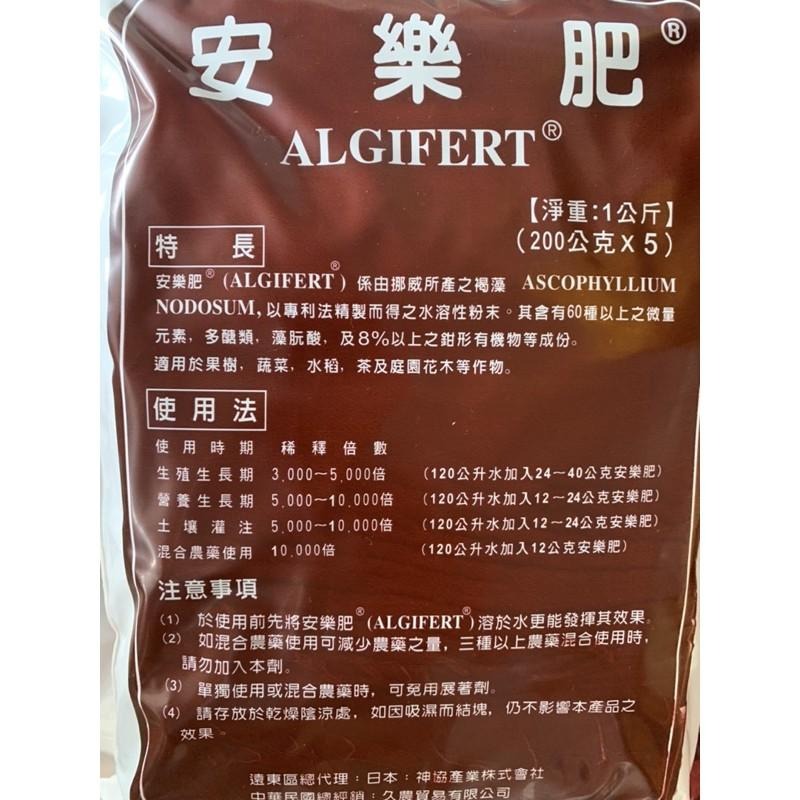 安樂肥®
ALGIFERT®
【淨重:1公斤】
(200公克X5)
特長
安樂肥®(ALGIFERT®)係由挪威所產之褐藻 ASCOPHYLLIUM
NODOSUM,以專利法精製而得之水溶性粉末。其含有60種以上之微量
元素,多醣類,藻朊酸,及8%以上之鉗形有機物等成份。
適用於果樹,蔬菜,水稻,茶及庭園花木等作物。
使用法
使用時期 稀釋倍數
生殖生長期 3,000~5,000倍 (120公升水加入24~40公克安樂肥)
營養生長期 5,000~10,000倍 (120公升水加入12~24公克安樂肥)
土壤灌注 5,000~10,000倍 (120公升水加入12~24公克安樂肥)
混合農藥使用 10,000倍 (120公升水加入12公克安樂肥)
注意事項
(1) 於使用前先將安樂肥®(ALGIFERT®)溶於水更能發揮其效果。
(2) 如混合農藥使用可減少農藥之量,三種以上農藥混合使用時,
請勿加入本劑。
(3) 單獨使用或混合農藥時,可免用展著劑。
(4) 請存放於乾燥陰涼處,如因吸濕而結塊,仍不影響本產品之
效果。
遠東區總代理:日本:神協產業株式會社
中華民國總經銷:久農貿易有限公司